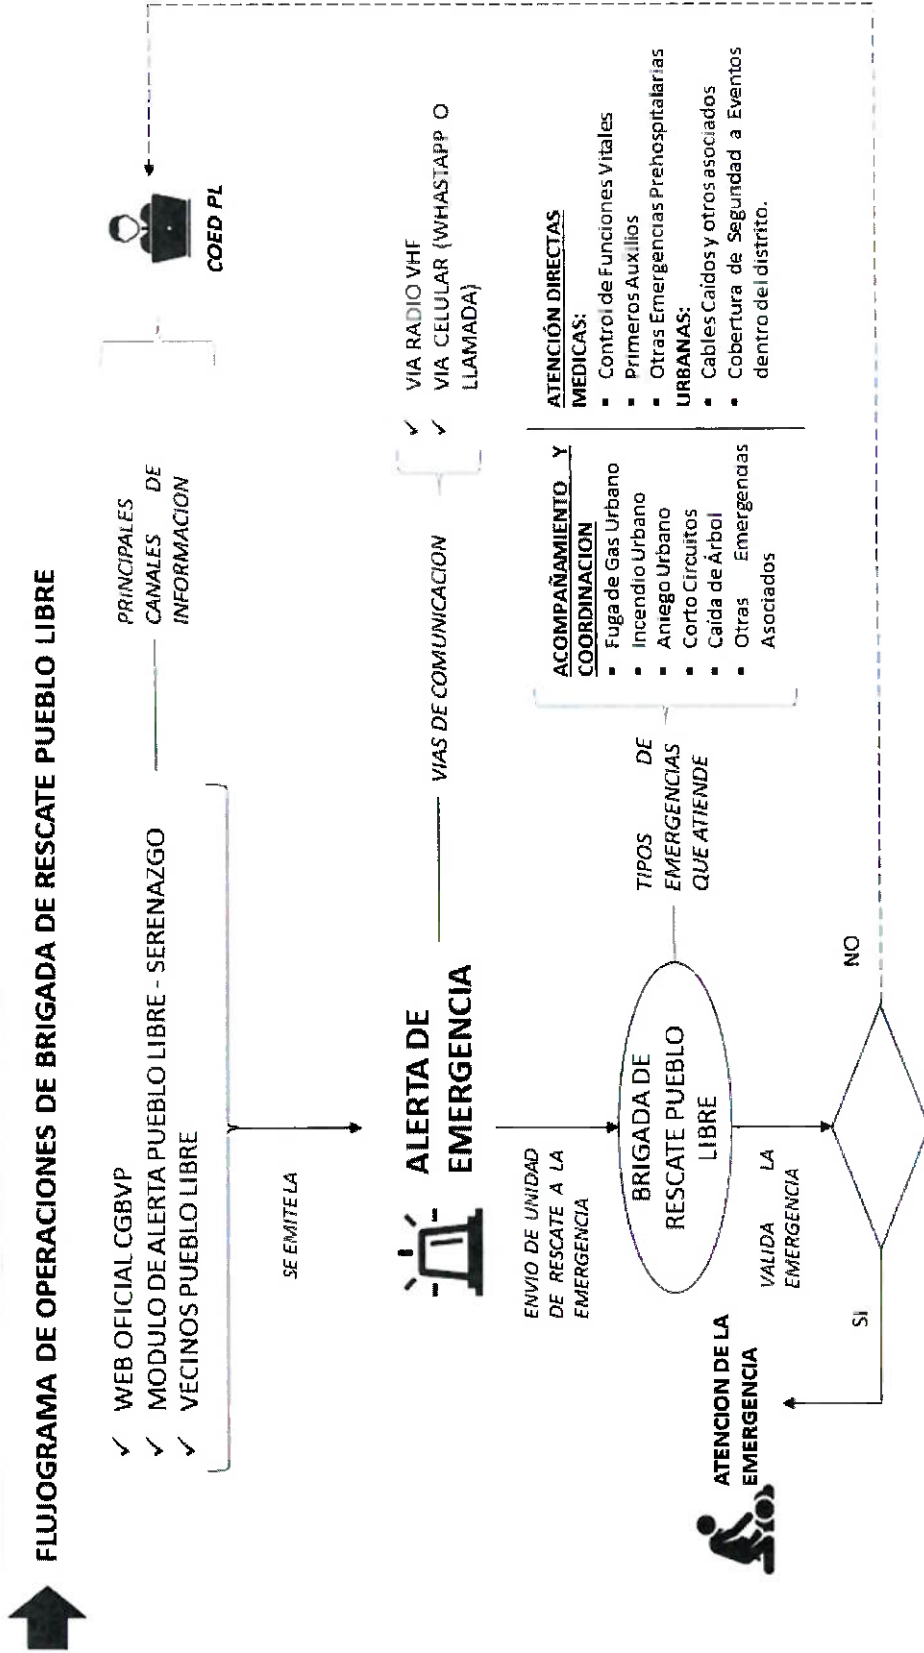 FLUJOGRAMA DE OPERACIONES DE BRIGADA DE RESCATE PUEBLO LIBRE
✓ WEB OFICIAL CGBVP
✓ MODULO DE ALERTA PUEBLO LIBRE - SERENAZGO
✓ VECINOS PUEBLO LIBRE
PRINCIPALES
CANALES DE
INFORMACION
COED PL
SE EMITE LA
ALERTA DE
EMERGENCIA
VIAS DE COMUNICACION
✓ VIA RADIO VHF
✓ VIA CELULAR (WHASTAPP O
LLAMADA)
ENVIO DE UNIDAD
DE RESCATE A LA
EMERGENCIA
BRIGADA DE
RESCATE PUEBLO
LIBRE
TIPOS DE
EMERGENCIAS
QUE ATIENDE
ACOMPAÑAMIENTO Y
COORDINACION
▪ Fuga de Gas Urbano
▪ Incendio Urbano
▪ Aniego Urbano
▪ Corto Circuitos
▪ Caída de Árbol
▪ Otras Emergencias
Asociados
ATENCIÓN DIRECTAS
MEDICAS:
▪ Control de Funciones Vitales
▪ Primeros Auxilios
▪ Otras Emergencias Prehospitalarias
URBANAS:
▪ Cables Caídos y otros asociados
▪ Cobertura de Segundad a Eventos
dentro del distrito.
VALIDA LA
EMERGENCIA
SI
NO
ATENCION DE LA
EMERGENCIA